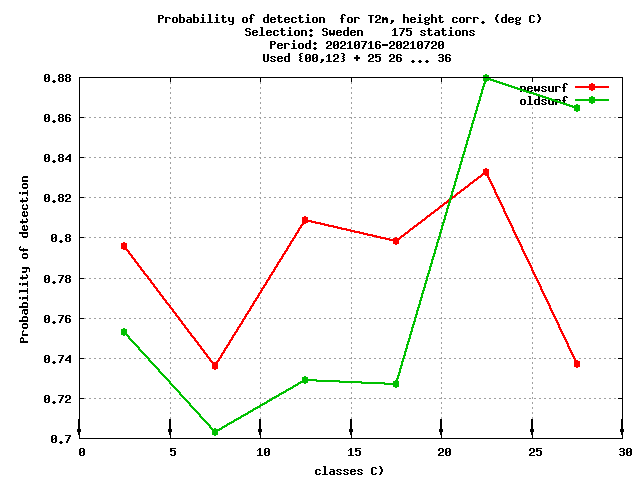 Probability of detection  for T2m, height corr. (deg C)
Selection: Sweden    175 stations
Period: 20210716-20210720
Used {00,12} + 25 26 ... 36
newsurf
oldsurf
Probability of detection
0.88
0.86
0.84
0.82
0.8
0.78
0.76
0.74
0.72
0.7
0 5 10 15 20 25 30
classes C)